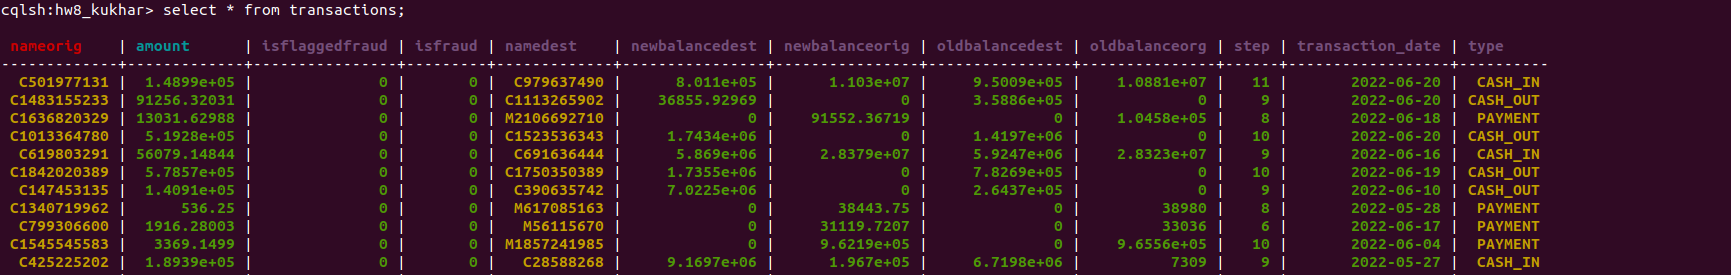 cqlsh:hw8_kukhar> select * from transactions;
nameorig | amount | isflaggedfraud | isfraud | namedest | newbalancedest | newbalanceorig | oldbalancedest | oldbalanceorg | step | transaction_date | type
-------------+-------------+----------------+---------+-------------+----------------+----------------+----------------+---------------+------+------------------+----------
C501977131 | 1.4899e+05 | 0 | 0 | C979637490 | 8.011e+05 | 1.103e+07 | 9.5009e+05 | 1.0881e+07 | 11 | 2022-06-20 | CASH_IN
C1483155233 | 91256.32031 | 0 | 0 | C1113265902 | 36855.92969 | 0 | 3.5886e+05 | 0 | 9 | 2022-06-20 | CASH_OUT
C1636820329 | 13031.62988 | 0 | 0 | M2106692710 | 0 | 91552.36719 | 0 | 1.0458e+05 | 8 | 2022-06-18 | PAYMENT
C1013364780 | 5.1928e+05 | 0 | 0 | C1523536343 | 1.7434e+06 | 0 | 1.4197e+06 | 0 | 10 | 2022-06-20 | CASH_OUT
C619803291 | 56079.14844 | 0 | 0 | C691636444 | 5.869e+06 | 2.8379e+07 | 5.9247e+06 | 2.8323e+07 | 9 | 2022-06-16 | CASH_IN
C1842020389 | 5.7857e+05 | 0 | 0 | C1750350389 | 1.7355e+06 | 0 | 7.8269e+05 | 0 | 10 | 2022-06-19 | CASH_OUT
C147453135 | 1.4091e+05 | 0 | 0 | C390635742 | 7.0225e+06 | 0 | 2.6437e+05 | 0 | 9 | 2022-06-10 | CASH_OUT
C1340719962 | 536.25 | 0 | 0 | M617085163 | 0 | 38443.75 | 0 | 38980 | 8 | 2022-05-28 | PAYMENT
C799306600 | 1916.28003 | 0 | 0 | M56115670 | 0 | 31119.7207 | 0 | 33036 | 6 | 2022-06-17 | PAYMENT
C1545545583 | 3369.1499 | 0 | 0 | M1857241985 | 0 | 9.6219e+05 | 0 | 9.6556e+05 | 10 | 2022-06-04 | PAYMENT
C425225202 | 1.8939e+05 | 0 | 0 | C28588268 | 9.1697e+06 | 1.967e+05 | 6.7198e+06 | 7309 | 9 | 2022-05-27 | CASH_IN